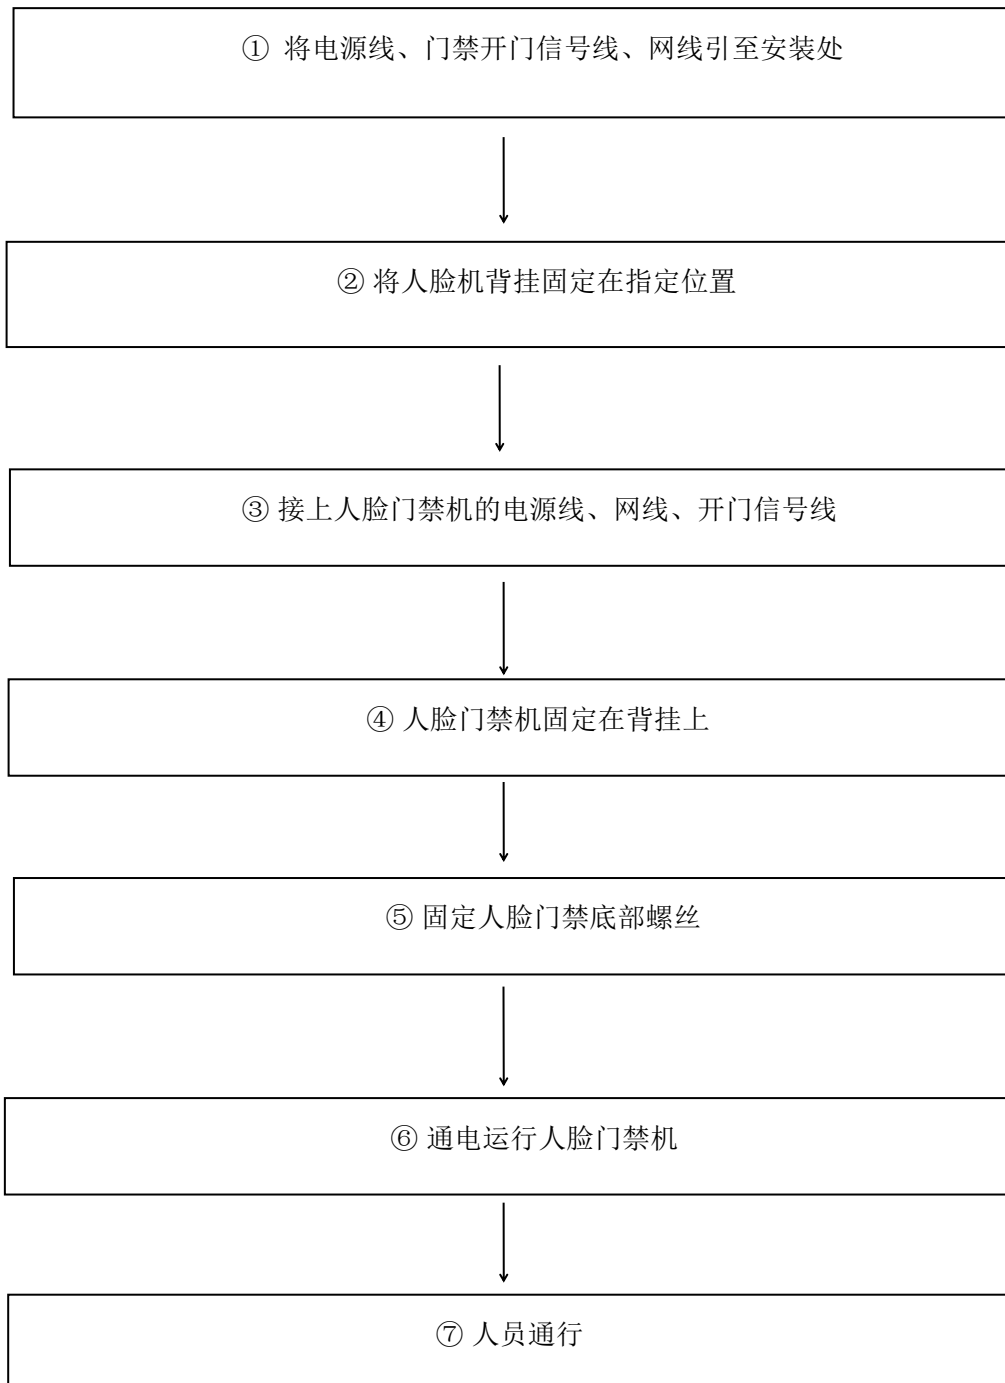 ① 将电源线、门禁开门信号线、网线引至安装处
② 将人脸机背挂固定在指定位置
③ 接上人脸门禁机的电源线、网线、开门信号线
④ 人脸门禁机固定在背挂上
⑤ 固定人脸门禁底部螺丝
⑥ 通电运行人脸门禁机
⑦ 人员通行